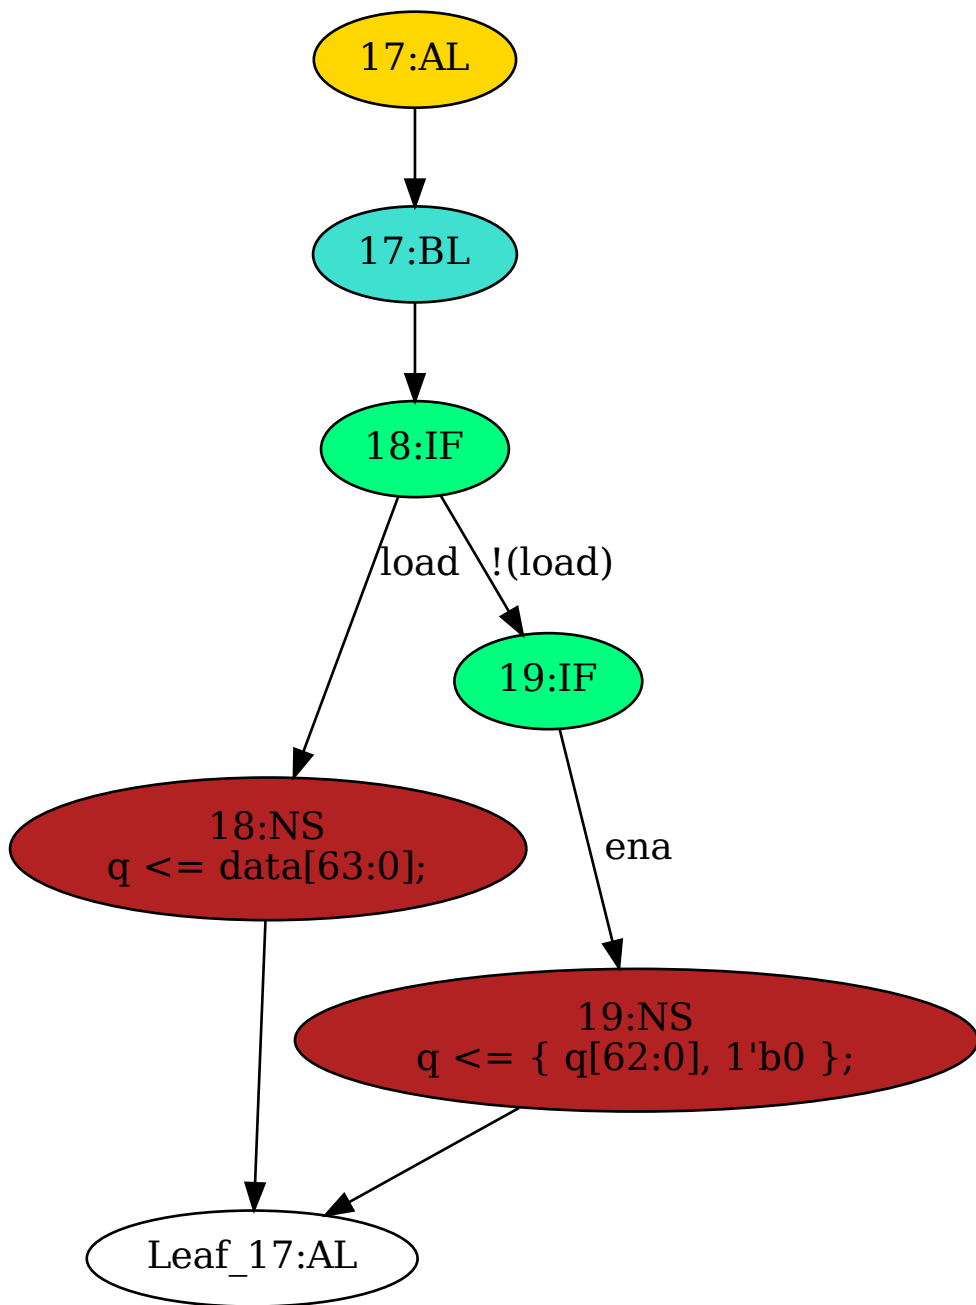 17:AL
17:BL
18:IF
load
!(load)
19:IF
18:NS
q <= data[63:0];
ena
19:NS
q <= { q[62:0], 1'b0 };
Leaf_17:AL